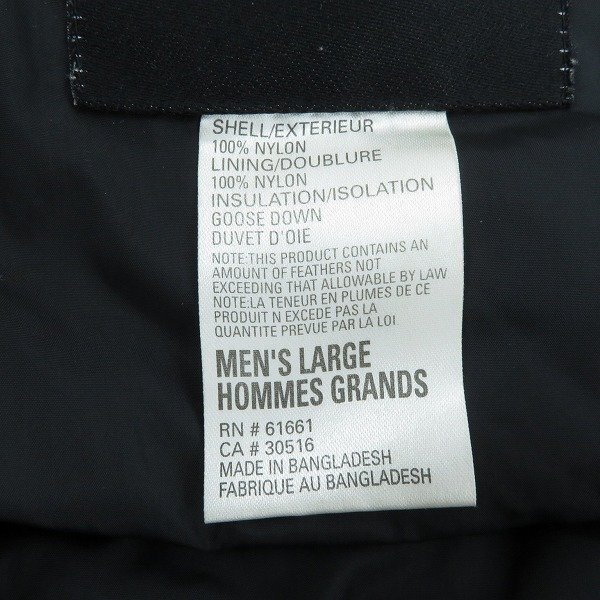 SHELL/EXTERIEUR
100% NYLON
LINING/DOUBLURE
100% NYLON
INSULATION/ISOLATION
GOOSE DOWN
DUVET D'OIE
NOTE:THIS PRODUCT CONTAINS AN
AMOUNT OF FEATHERS NOT
EXCEEDING THAT ALLOWABLE BY LAW
NOTE:LA TENEUR EN PLUMES DE CE
PRODUIT N EXCEDE PAS LA
QUANTITE PREVUE PAR LA LOI
MEN'S LARGE
HOMMES GRANDS
RN # 61661
CA # 30516
MADE IN BANGLADESH
FABRIQUE AU BANGLADESH